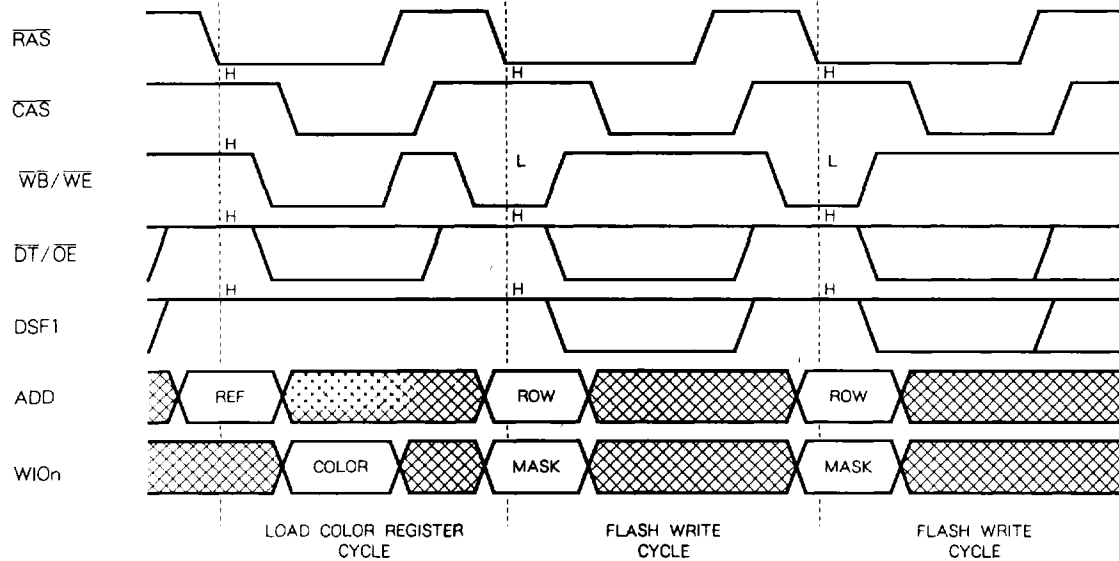 RAS
H H H
CAS
H L L
WB/WE
H H H
DT/OE
H H H
DSF1
ADD REF ROW ROW
WIOn COLOR MASK MASK
LOAD COLOR REGISTER CYCLE
FLASH WRITE CYCLE
FLASH WRITE CYCLE